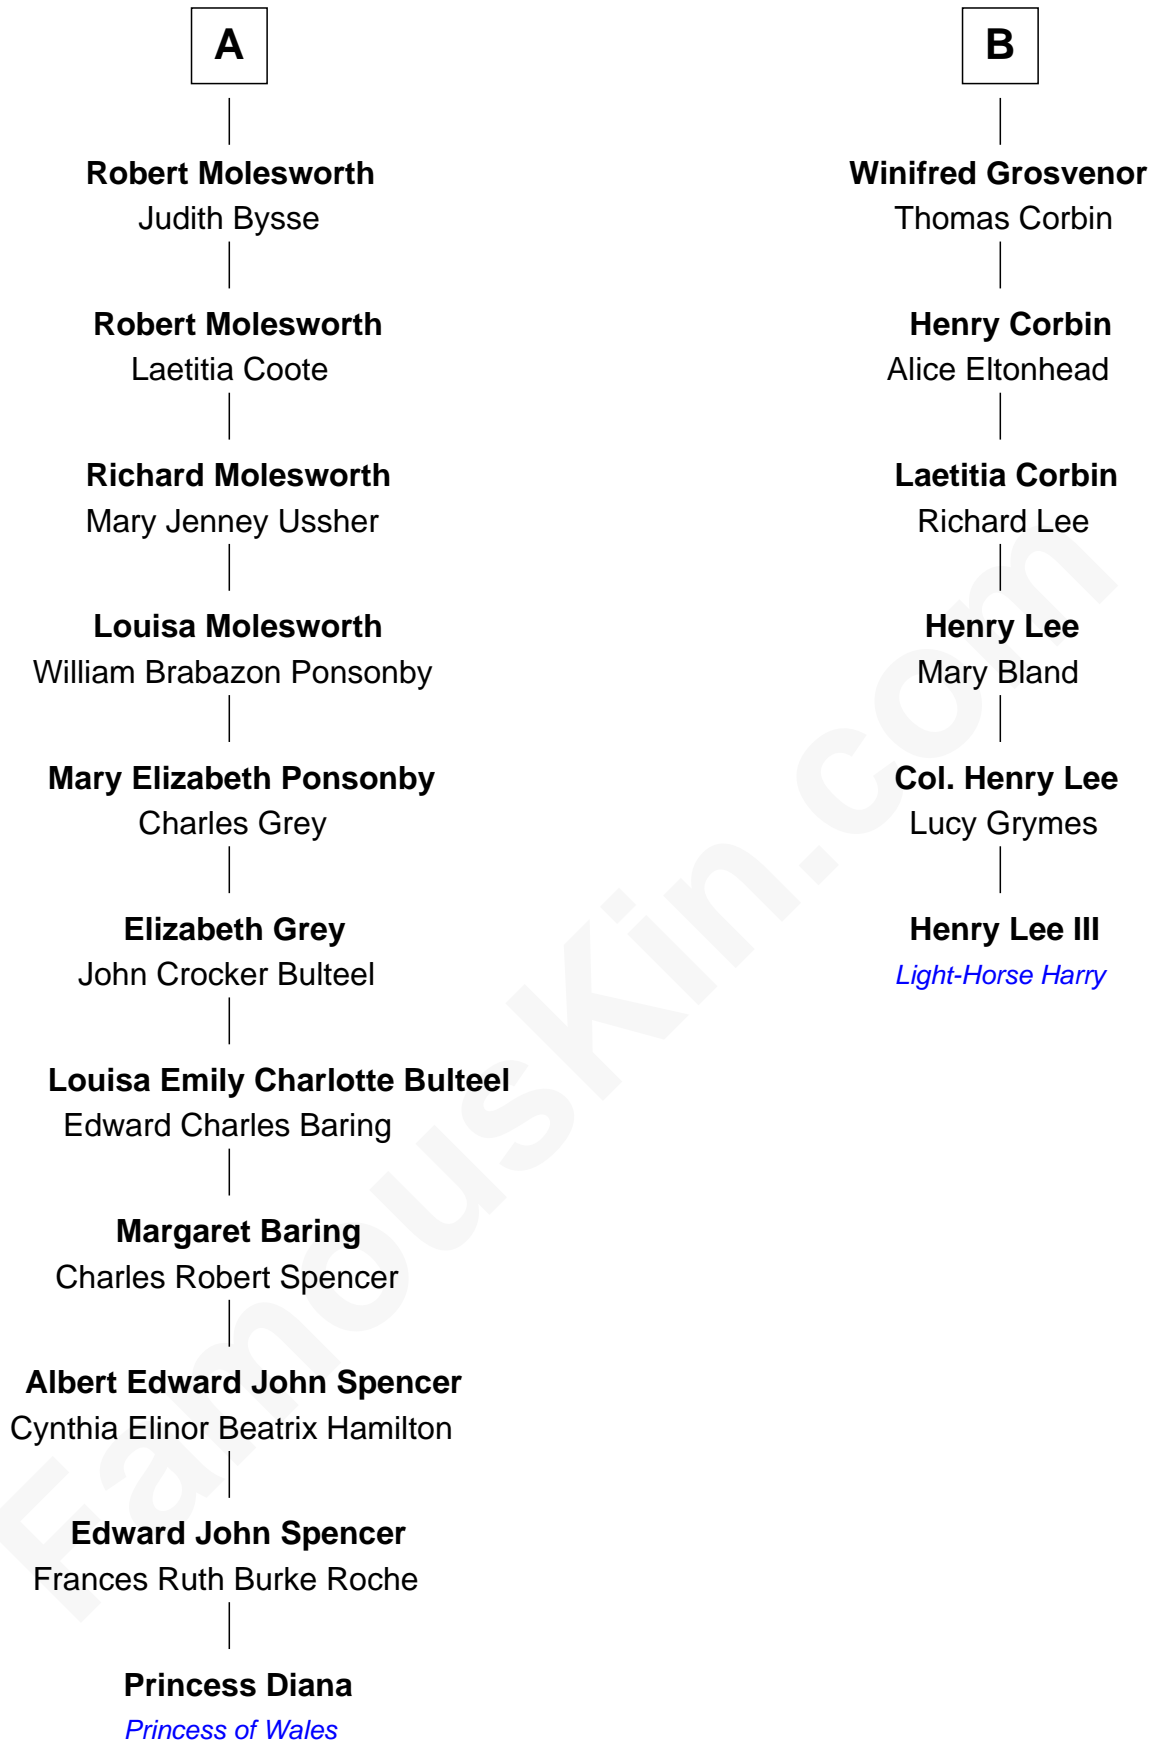 A
Robert Molesworth
Judith Bysse
Robert Molesworth
Laetitia Coote
Richard Molesworth
Mary Jenney Ussher
Louisa Molesworth
William Brabazon Ponsonby
Mary Elizabeth Ponsonby
Charles Grey
Elizabeth Grey
John Crocker Bulteel
Louisa Emily Charlotte Bulteel
Edward Charles Baring
Margaret Baring
Charles Robert Spencer
Albert Edward John Spencer
Cynthia Elinor Beatrix Hamilton
Edward John Spencer
Frances Ruth Burke Roche
Princess Diana
Princess of Wales
B
Winifred Grosvenor
Thomas Corbin
Henry Corbin
Alice Eltonhead
Laetitia Corbin
Richard Lee
Henry Lee
Mary Bland
Col. Henry Lee
Lucy Grymes
Henry Lee III
Light-Horse Harry
FamousKin.com